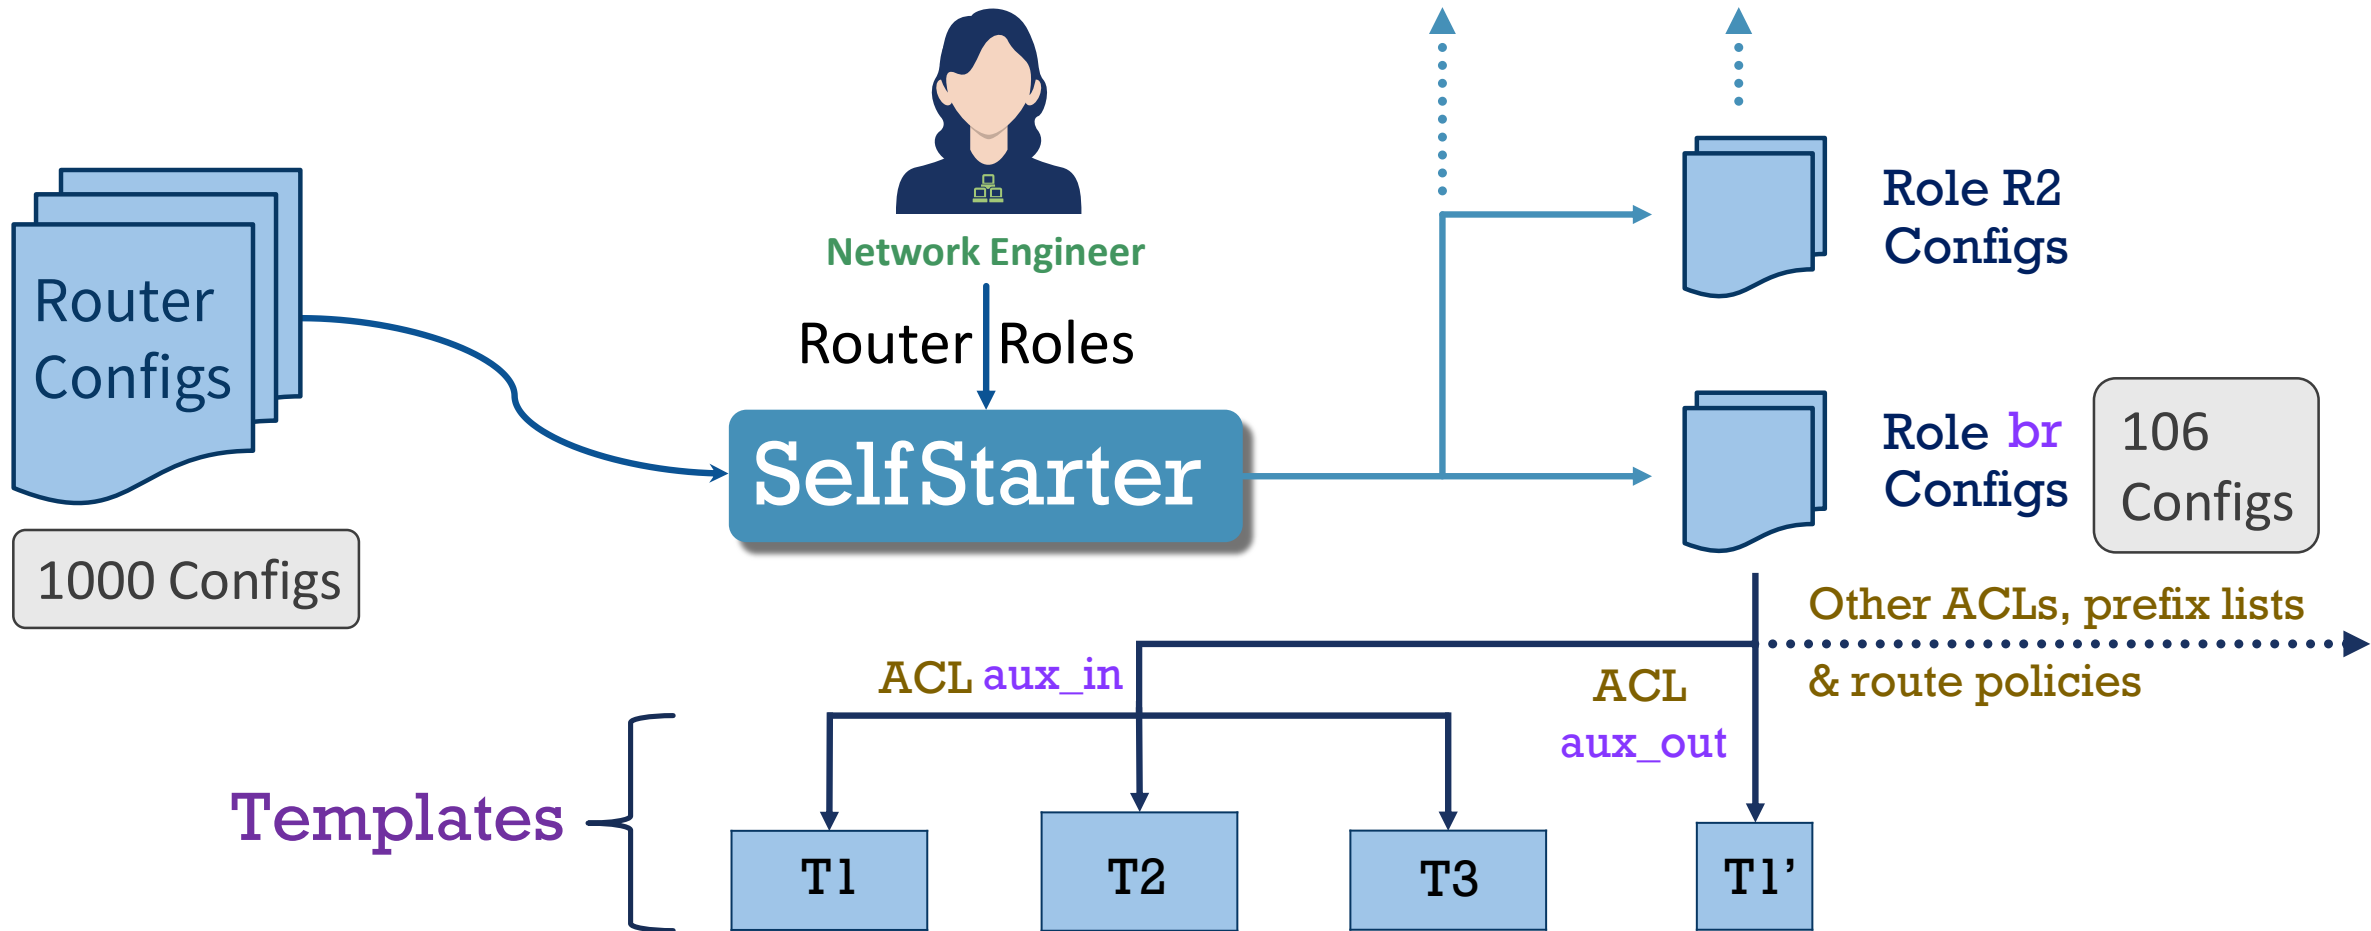 Network Engineer
Router Roles
Router
Configs
1000 Configs
SelfStarter
Role R2
Configs
Role br
Configs
106
Configs
Other ACLs, prefix lists
& route policies
ACL aux_in
ACL
aux_out
Templates
T1
T2
T3
T1’